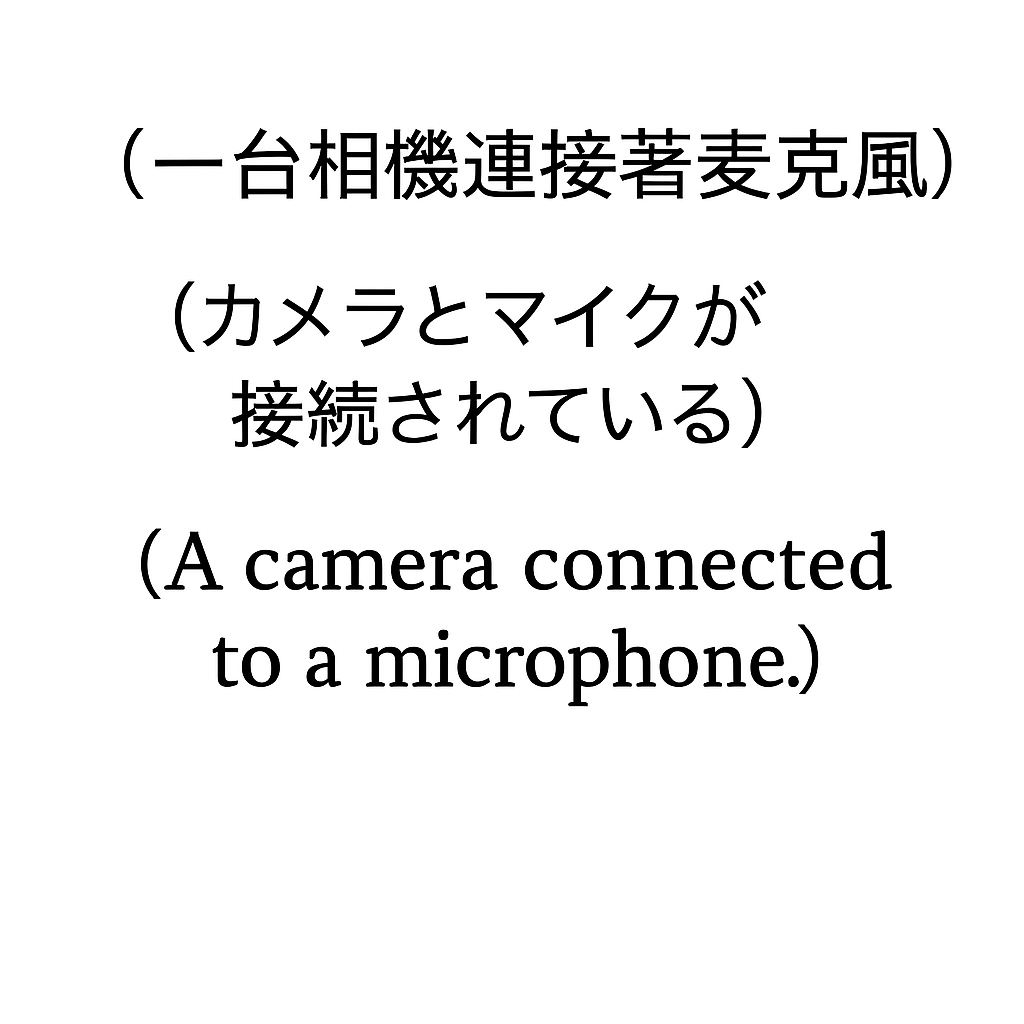 （一台相機連接著麦克風）
（カメラとマイクが
接続されている）
(A camera connected
to a microphone.)